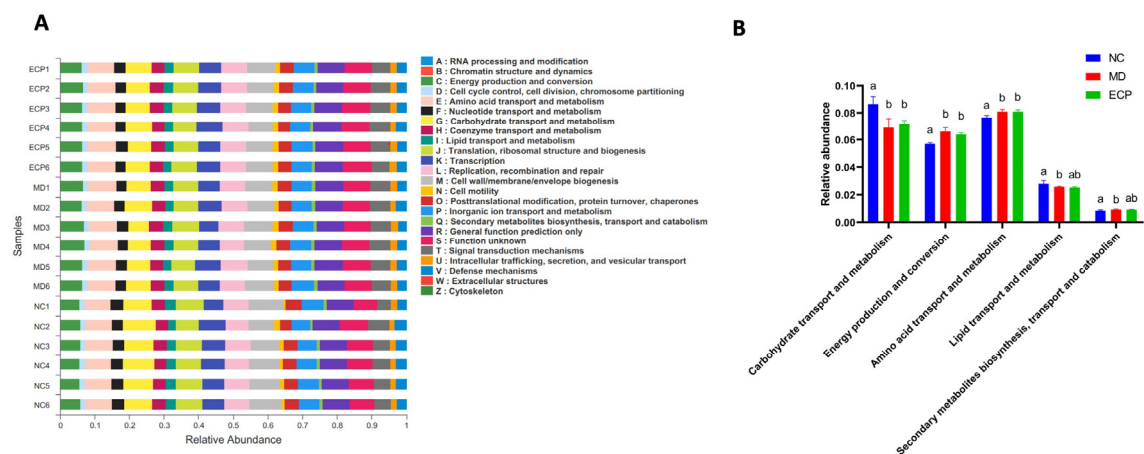 A
ECP1
ECP2
ECP3
ECP4
ECP5
ECP6
MD1
MD2
MD3
MD4
MD5
MD6
NC1
NC2
NC3
NC4
NC5
NC6
Samples
0 0.1 0.2 0.3 0.4 0.5 0.6 0.7 0.8 0.9 1
Relative Abundance
A : RNA processing and modification
B : Chromatin structure and dynamics
C : Energy production and conversion
D : Cell cycle control, cell division, chromosome partitioning
E : Amino acid transport and metabolism
F : Nucleotide transport and metabolism
G : Carbohydrate transport and metabolism
H : Coenzyme transport and metabolism
I : Lipid transport and metabolism
J : Translation, ribosomal structure and biogenesis
K : Transcription
L : Replication, recombination and repair
M : Cell wall/membrane/envelope biogenesis
N : Cell motility
O : Posttranslational modification, protein turnover, chaperones
P : Inorganic ion transport and metabolism
Q : Secondary metabolites biosynthesis, transport and catabolism
R : General function prediction only
S : Function unknown
T : Signal transduction mechanisms
U : Intracellular trafficking, secretion, and vesicular transport
V : Defense mechanisms
W : Extracellular structures
Z : Cytoskeleton
B
NC
MD
ECP
0.10
0.08
0.06
0.04
0.02
0.00
Relative abundance
a b b
a b b
a b b
a b ab
a b ab
Carbohydrate transport and metabolism
Energy production and conversion
Amino acid transport and metabolism
Lipid transport and metabolism
Secondary metabolites biosynthesis, transport and catabolism